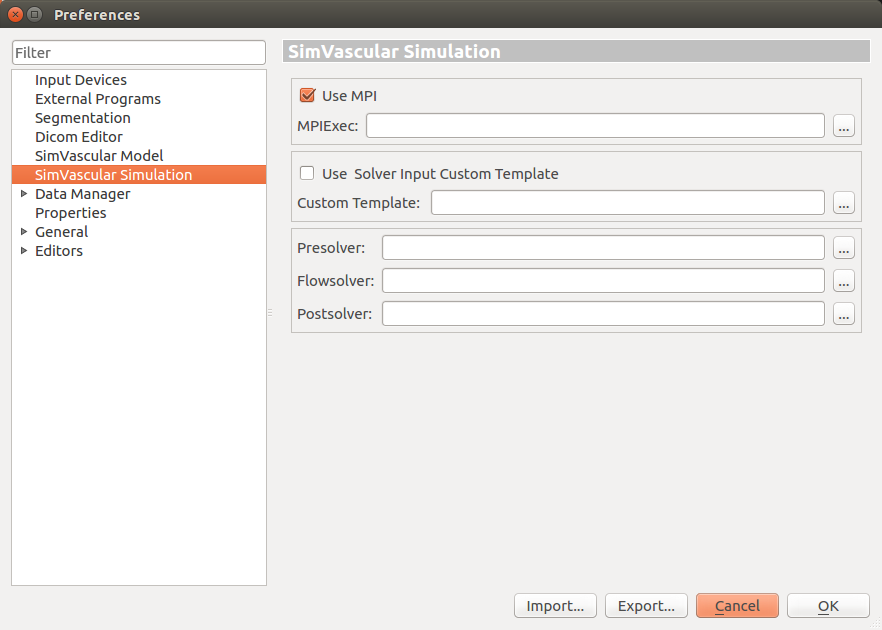 Preferences
Filter
Input Devices
External Programs
Segmentation
Dicom Editor
SimVascular Model
SimVascular Simulation
Data Manager
Properties
General
Editors
SimVascular Simulation
Use MPI
MPIExec:
...
Use Solver Input Custom Template
Custom Template:
...
Presolver:
...
Flowsolver:
...
Postsolver:
...
Import... Export... Cancel OK